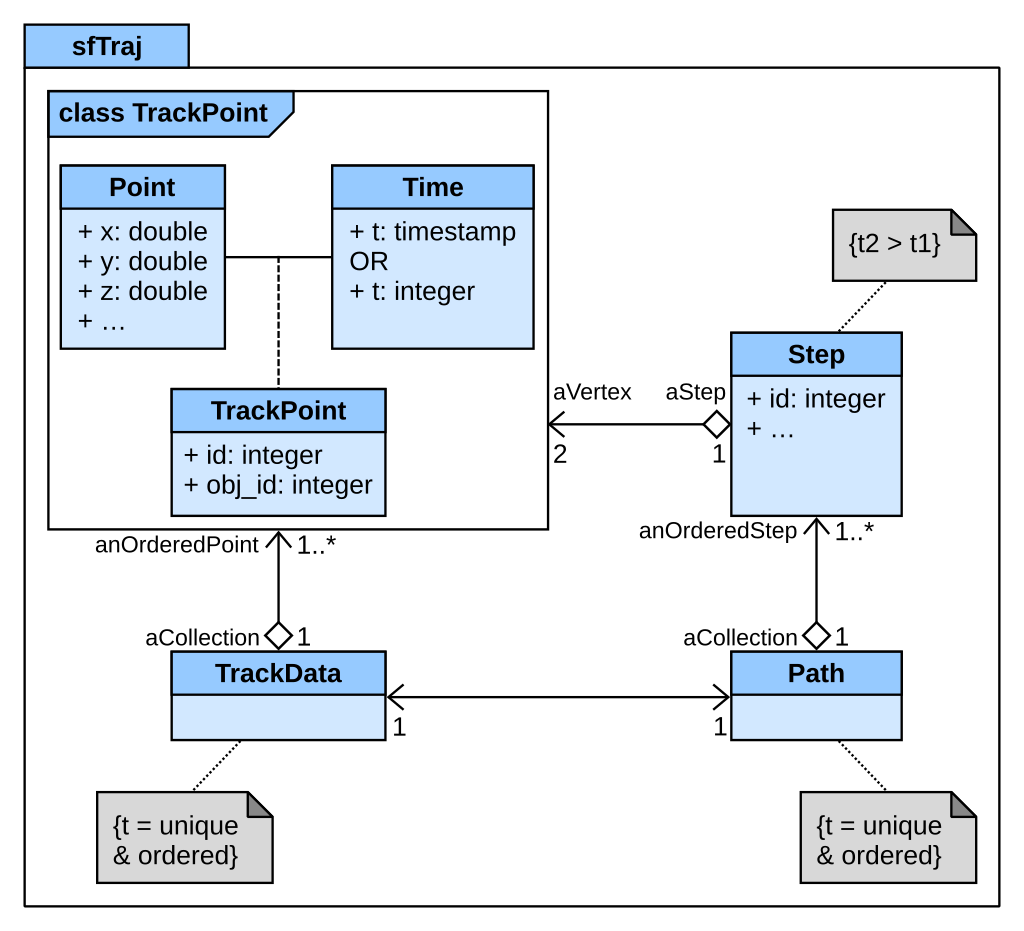 sfTraj
class TrackPoint
Point
+ x: double
+ y: double
+ z: double
+ …
Time
+ t: timestamp
OR
+ t: integer
{t2 > t1}
Step
+ id: integer
+ …
TrackPoint
+ id: integer
+ obj_id: integer
aVertex
aStep
2
1
anOrderedPoint
1..*
anOrderedStep
1..*
aCollection
1
aCollection
1
TrackData
Path
1
1
{t = unique
& ordered}
{t = unique
& ordered}